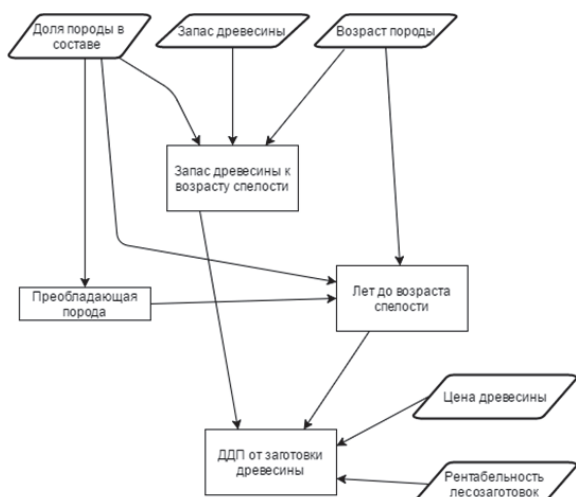 Доля породы в
составе
Запас древесины
Возраст породы
Запас древесины к
возрасту спелости
Преобладающая
порода
Лет до возраста
спелости
Цена древесины
ДДП от заготовки
древесины
Рентабельность
лесозаготовок